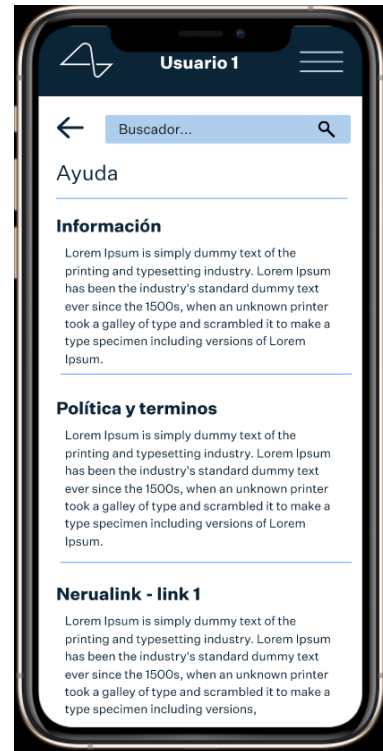 Usuario 1
Buscador...
Ayuda
Información
Lorem Ipsum is simply dummy text of the
printing and typesetting industry. Lorem Ipsum
has been the industry's standard dummy text
ever since the 1500s, when an unknown printer
took a galley of type and scrambled it to make a
type specimen including versions of Lorem
Ipsum.
Política y terminos
Lorem Ipsum is simply dummy text of the
printing and typesetting industry. Lorem Ipsum
has been the industry's standard dummy text
ever since the 1500s, when an unknown printer
took a galley of type and scrambled it to make a
type specimen including versions of Lorem
Ipsum.
Nerualink - link 1
Lorem Ipsum is simply dummy text of the
printing and typesetting industry. Lorem Ipsum
has been the industry's standard dummy text
ever since the 1500s, when an unknown printer
took a galley of type and scrambled it to make a
type specimen including versions,